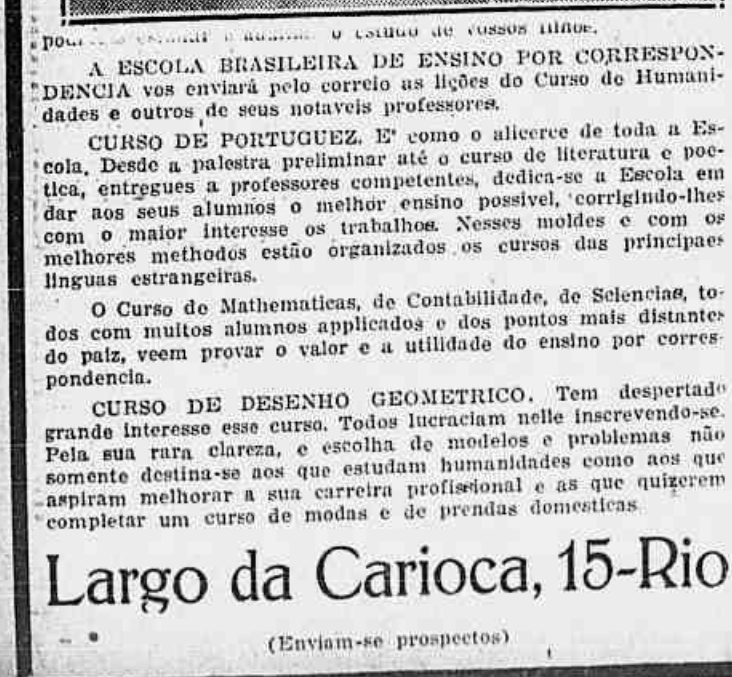 o estudo de vossos filhos.
A ESCOLA BRASILEIRA DE ENSINO POR CORRESPON-
DENCIA vos enviará pelo correio as lições do Curso de Humani-
dades e outros de seus notaveis professores.
CURSO DE PORTUGUEZ. E' como o alicerce de toda a Es-
cola. Desde a palestra preliminar até o curso de literatura e poe-
tica, entregues a professores competentes, dedica-se a Escola em
dar aos seus alumnos o melhor ensino possivel, corrigindo-lhes
com o maior interesse os trabalhos. Nesses moldes e com os
melhores methodos estão organizados os cursos das principaes
linguas estrangeiras.
O Curso de Mathematicas, de Contabilidade, de Sciencias, to-
dos com muitos alumnos applicados e dos pontos mais distantes
do paiz, veem provar o valor e a utilidade do ensino por corres-
pondencia.
CURSO DE DESENHO GEOMETRICO. Tem despertado
grande interesse esse curso. Todos lucraciam nelle inscrevendo-se.
Pela sua rara clareza, e escolha de modelos e problemas não
somente destina-se aos que estudam humanidades como aos que
aspiram melhorar a sua carreira profissional e as que quizerem
completar um curso de modas e de prendas domesticas
Largo da Carioca, 15-Rio
(Enviam-se prospectos)